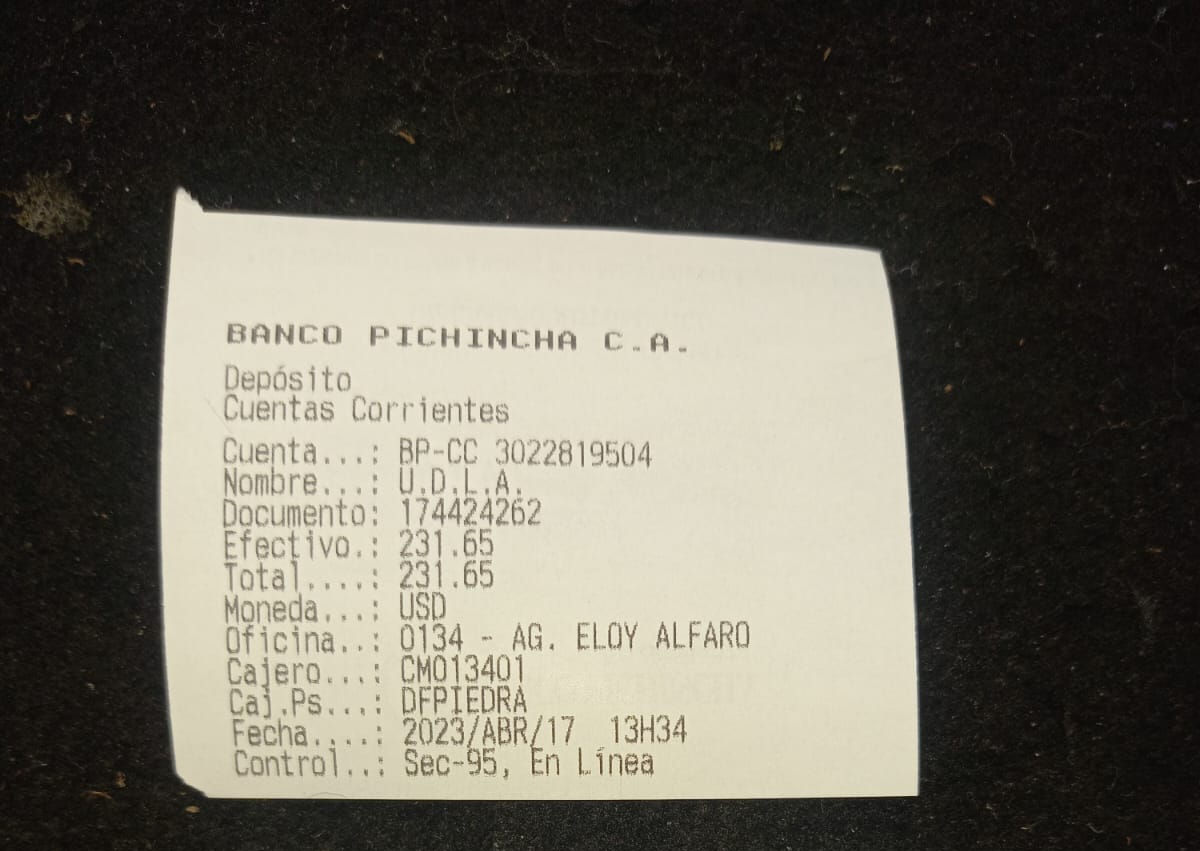 BANCO PICHINCHA C.A.
Depósito
Cuentas Corrientes
Cuenta...: BP-CC 3022819504
Nombre...: U.D.L.A.
Documento: 174424262
Efectivo.: 231.65
Total....: 231.65
Moneda...: USD
Oficina..: 0134 - AG. ELOY ALFARO
Cajero...: CM013401
Caj.Ps...: DFPIEDRA
Fecha....: 2023/ABR/17 13H34
Control..: Sec-95, En Línea